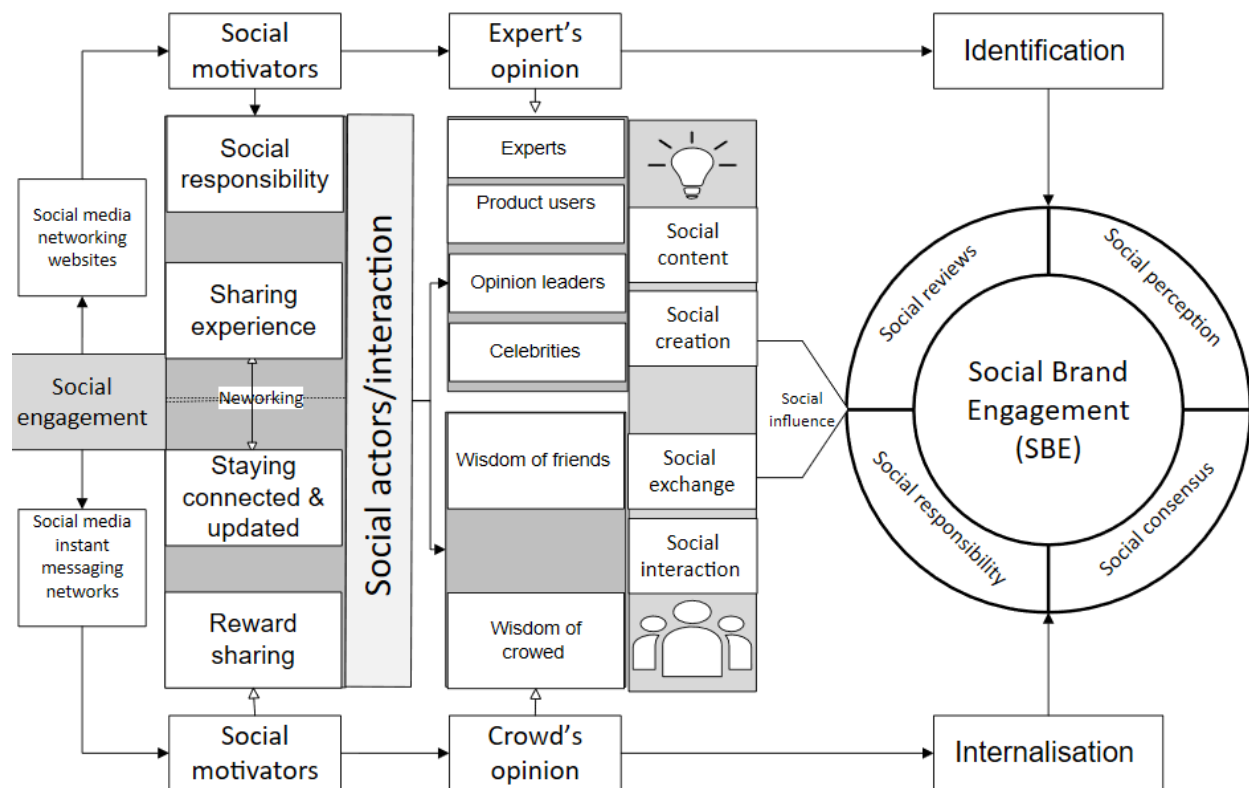 Social
motivators
Expert's
opinion
Identification
Social media
networking
websites
Social
responsibility
Sharing
experience
Social
engagement
Neworking
Staying
connected &
updated
Social media
instant
messaging
networks
Reward
sharing
Social actors/interaction
Experts
Product users
Opinion leaders
Celebrities
Wisdom of friends
Wisdom of
crowed
Social
content
Social
creation
Social
exchange
Social
interaction
Social
influence
Social reviews
Social perception
Social Brand
Engagement
(SBE)
Social responsibility
Social consensus
Social
motivators
Crowd's
opinion
Internalisation